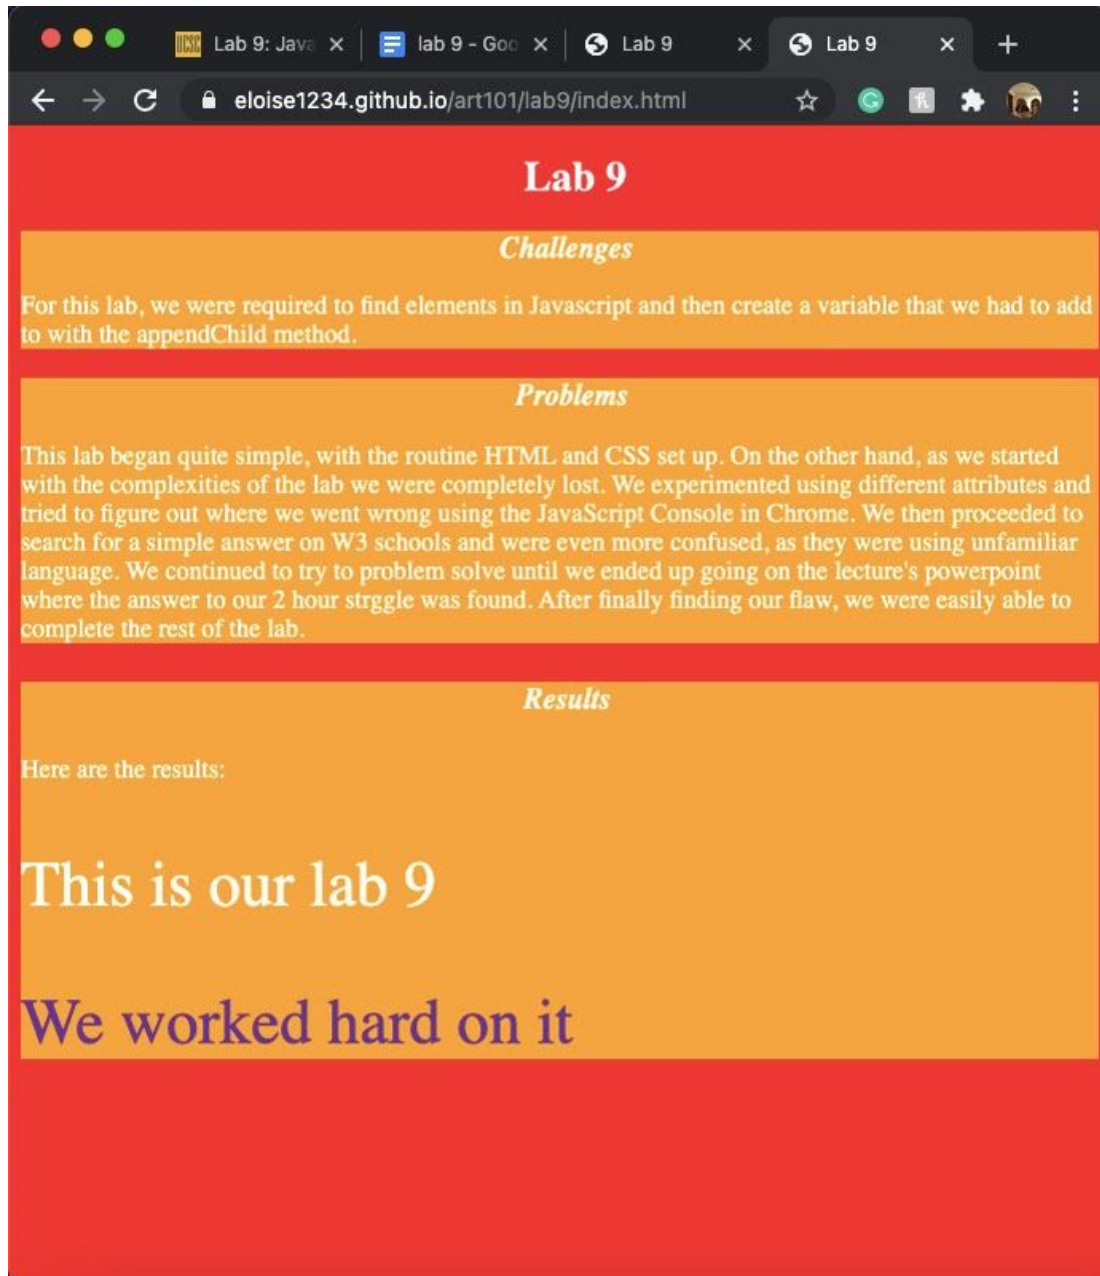 UCSC Lab 9: Java
lab 9 - Goo
Lab 9
Lab 9
eloise1234.github.io/art101/lab9/index.html
Lab 9
Challenges
For this lab, we were required to find elements in Javascript and then create a variable that we had to add
to with the appendChild method.
Problems
This lab began quite simple, with the routine HTML and CSS set up. On the other hand, as we started
with the complexities of the lab we were completely lost. We experimented using different attributes and
tried to figure out where we went wrong using the JavaScript Console in Chrome. We then proceeded to
search for a simple answer on W3 schools and were even more confused, as they were using unfamiliar
language. We continued to try to problem solve until we ended up going on the lecture's powerpoint
where the answer to our 2 hour strggle was found. After finally finding our flaw, we were easily able to
complete the rest of the lab.
Results
Here are the results:
This is our lab 9
We worked hard on it